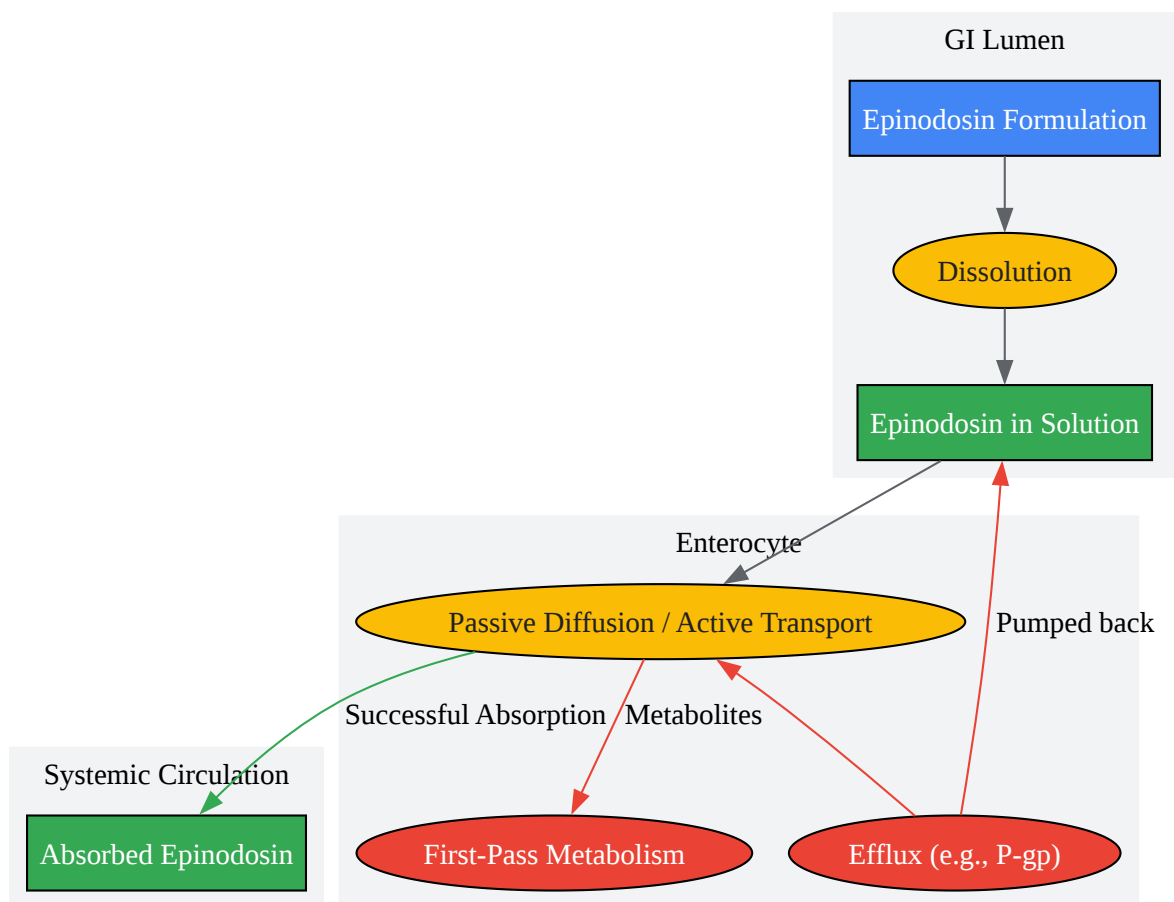 GI Lumen
Epinodosin Formulation
Dissolution
Epinodosin in Solution
Enterocyte
Passive Diffusion / Active Transport
Pumped back
Successful Absorption
Metabolites
Systemic Circulation
Absorbed Epinodosin
First-Pass Metabolism
Efflux (e.g., P-gp)